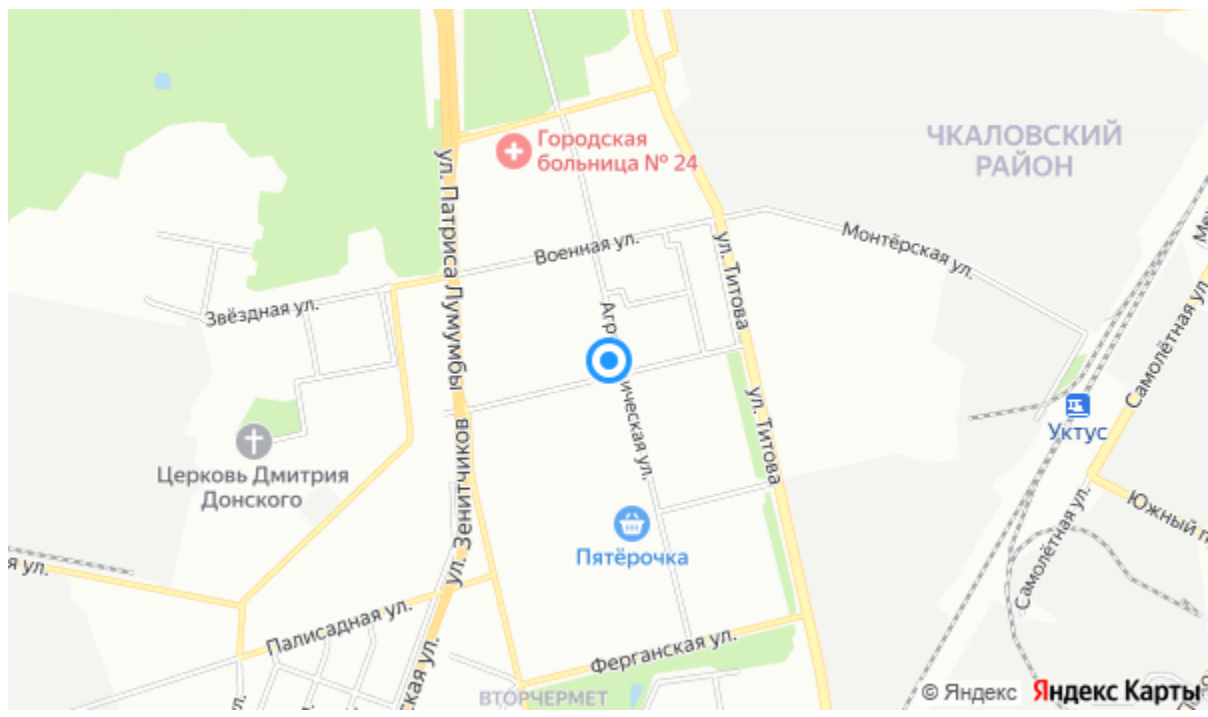 ЧКАЛОВСКИЙ
РАЙОН
Городская
больница № 24
ул. Патриса Лумумбы
Военная ул.
ул. Титова
Монтёрская ул.
Звёздная ул.
Самолётная ул.
ическая ул.
ул. Титова
Уктус
Церковь Дмитрия
Донского
ул. Зенитчиков
Пятёрочка
Южный п
Самолётная ул.
Палисадная ул.
Ферганская ул.
ская ул.
ВТОРЧЕРМЕТ
© Яндекс Яндекс Карты